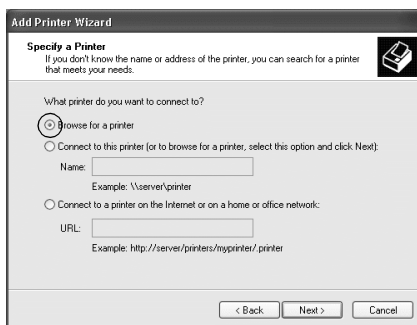 Add Printer Wizard
Specify a Printer
If you don't know the name or address of the printer, you can search for a printer
that meets your needs.
What printer do you want to connect to?
Browse for a printer
Connect to this printer (or to browse for a printer, select this option and click Next):
Name:
Example: \\server\printer
Connect to a printer on the Internet or on a home or office network:
URL:
Example: http://server/printers/myprinter/.printer
< Back Next > Cancel